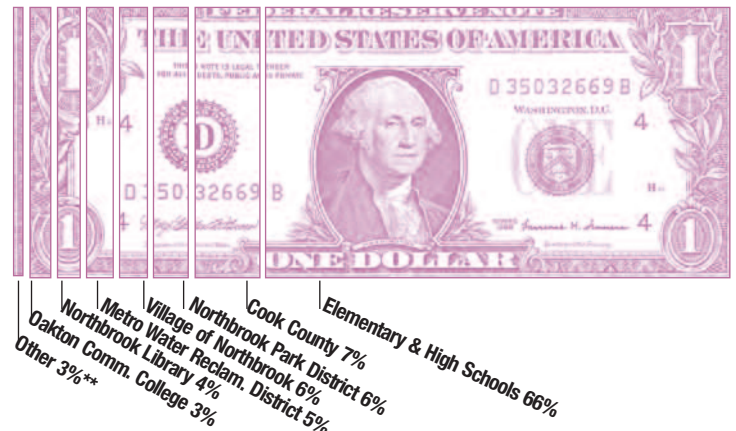 FEDERAL RESERVE NOTE
THE UNITED STATES OF AMERICA
THIS NOTE IS LEGAL TENDER
FOR ALL DEBTS, PUBLIC AND PRIVATE
D 35032669 B
WASHINGTON, D.C.
1
1
H
4
4
D
H
D 35032669 B
4
4
1
1
ONE DOLLAR
Other 3%**
Oakton Comm. College 3%
Northbrook Library 4%
Metro Water Reclam. District 5%
Village of Northbrook 6%
Northbrook Park District 6%
Cook County 7%
Elementary & High Schools 66%